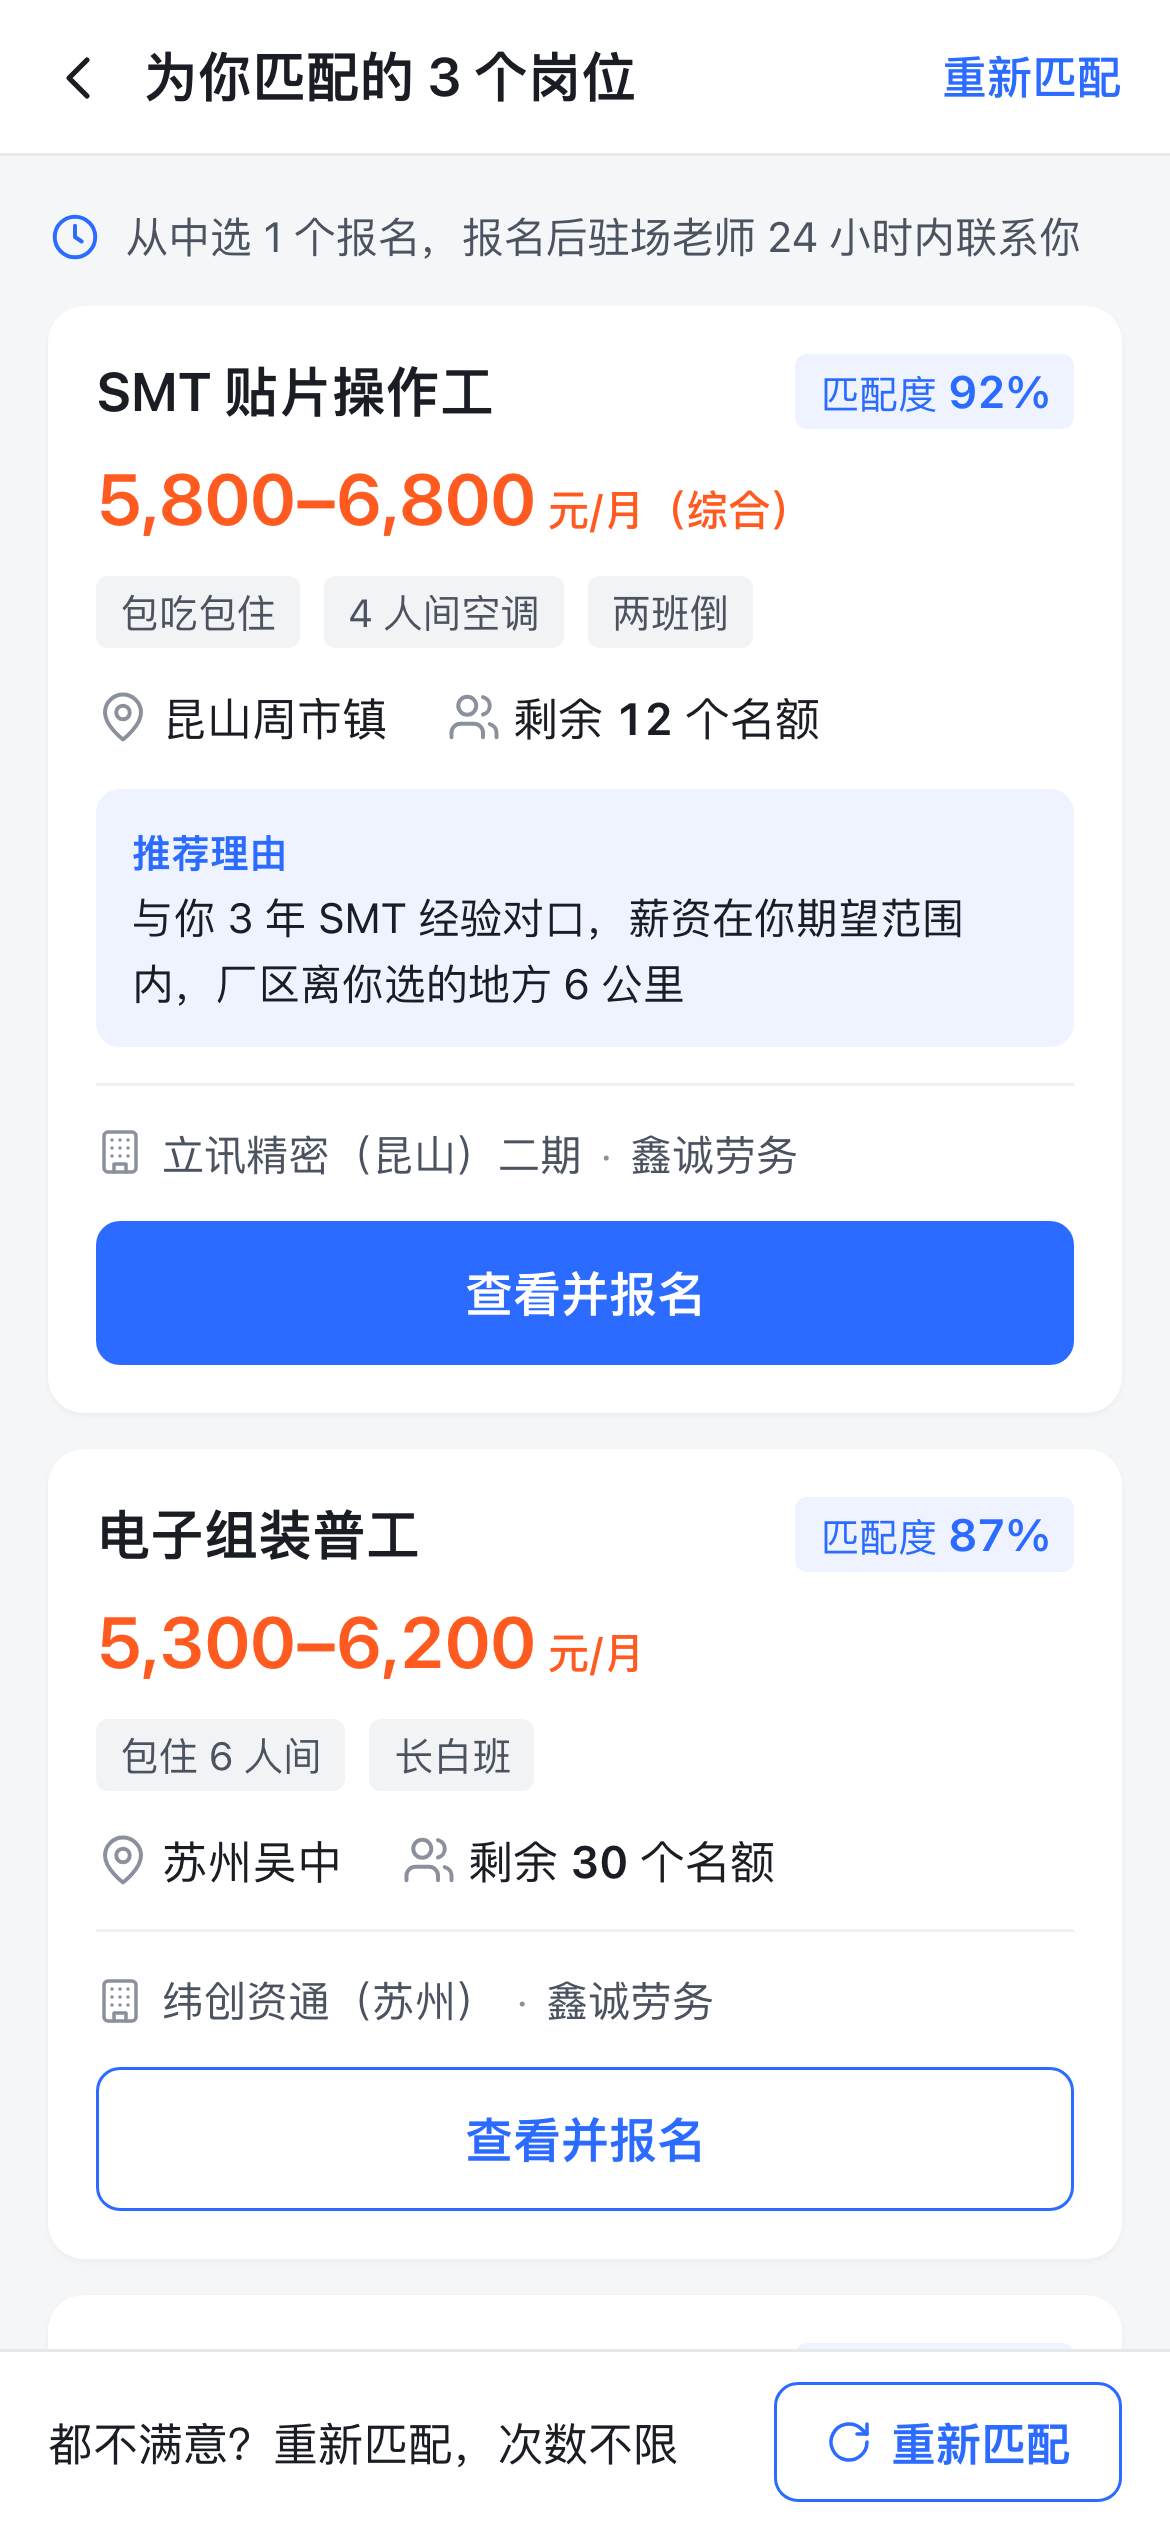 为你匹配的 3 个岗位
重新匹配
从中选 1 个报名，报名后驻场老师 24 小时内联系你
SMT 贴片操作工
匹配度 92%
5,800–6,800 元/月（综合）
包吃包住
4 人间空调
两班倒
昆山周市镇
剩余 12 个名额
推荐理由
与你 3 年 SMT 经验对口，薪资在你期望范围
内，厂区离你选的地方 6 公里
立讯精密（昆山）二期 · 鑫诚劳务
查看并报名
电子组装普工
匹配度 87%
5,300–6,200 元/月
包住 6 人间
长白班
苏州吴中
剩余 30 个名额
纬创资通（苏州） · 鑫诚劳务
查看并报名
都不满意？重新匹配，次数不限
重新匹配